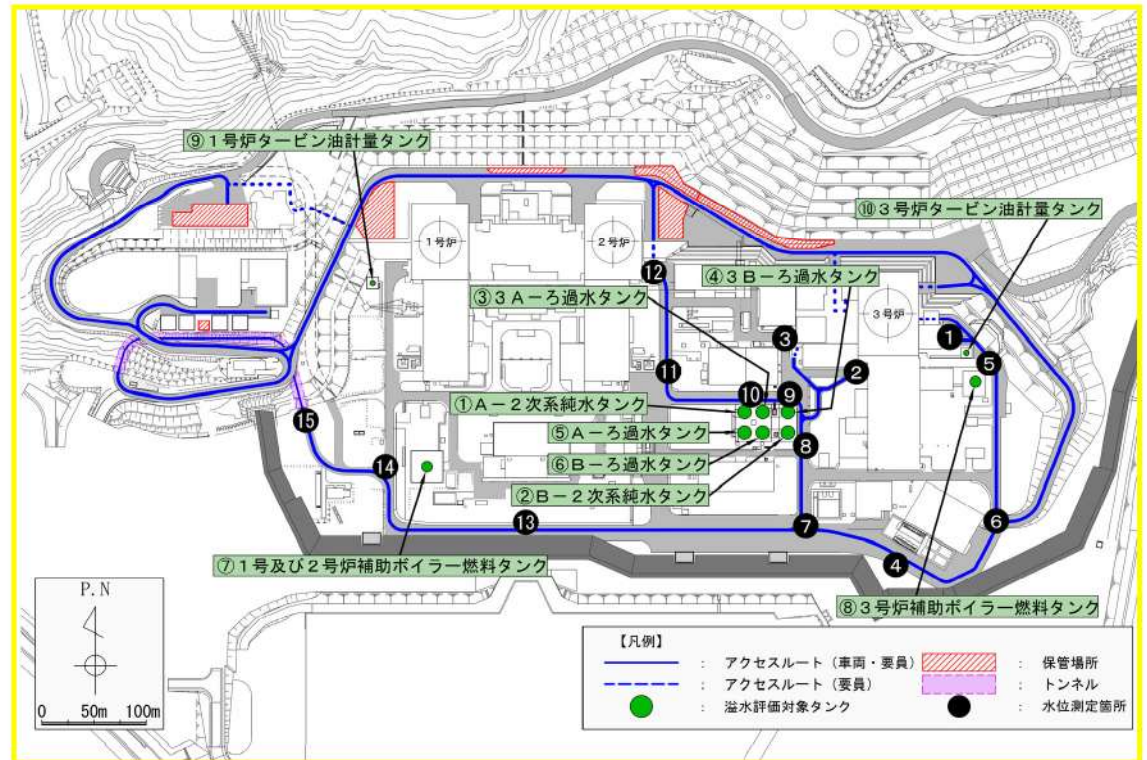 ⑨1号炉タービン油計量タンク
⑩3号炉タービン油計量タンク
1号炉
2号炉
④3B－ろ過水タンク
③3A－ろ過水タンク
3号炉
12
3
1
2
5
11
10
9
①A－2次系純水タンク
⑤A－ろ過水タンク
8
15
14
⑥B－ろ過水タンク
②B－2次系純水タンク
13
7
6
⑦1号及び2号炉補助ボイラー燃料タンク
4
⑧3号炉補助ボイラー燃料タンク
P.N
0 50m 100m
【凡例】
： アクセスルート（車両・要員） ： 保管場所
： アクセスルート（要員） ： トンネル
： 溢水評価対象タンク ： 水位測定箇所